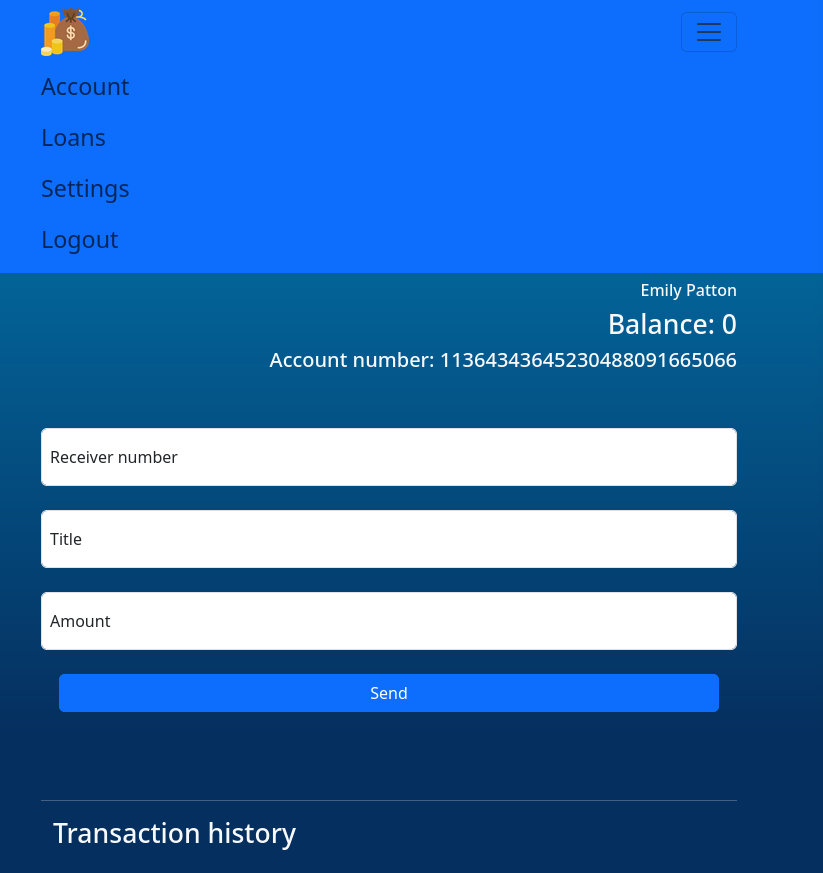 $
Account
Loans
Settings
Logout
Emily Patton
Balance: 0
Account number: 11364343645230488091665066
Receiver number
Title
Amount
Send
Transaction history